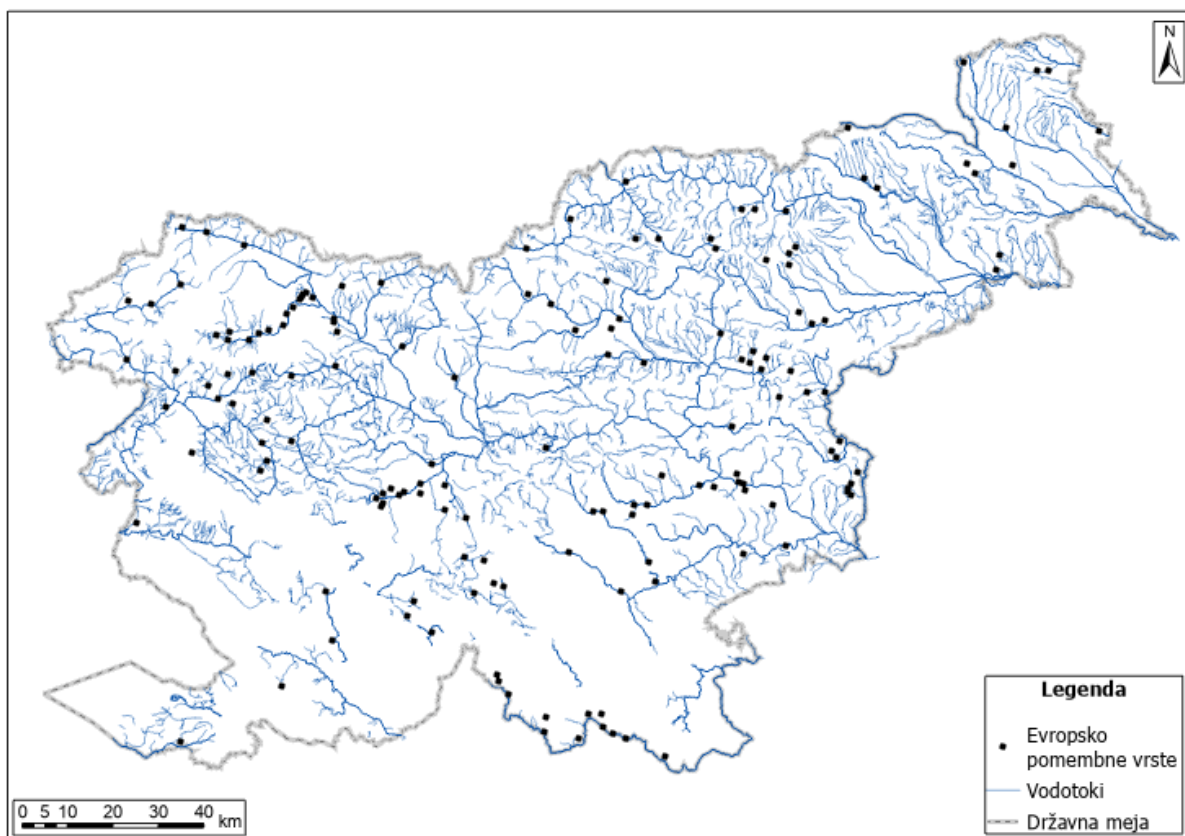 N
Legenda
Evropsko
pomembne vrste
Vodotoki
Državna meja
0 5 10 20 30 40
km